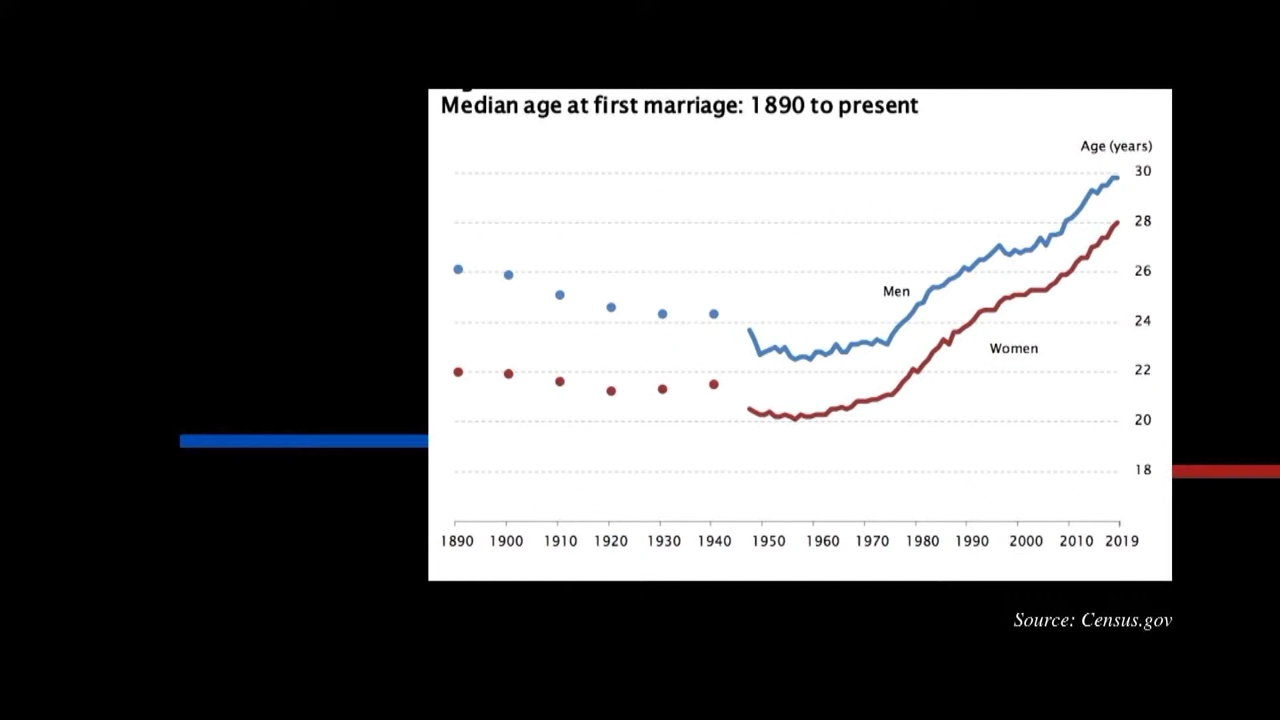 Median age at first marriage: 1890 to present
Age (years)
30
28
26
Men
24
Women
22
20
18
1890 1900 1910 1920 1930 1940 1950 1960 1970 1980 1990 2000 2010 2019
Source: Census.gov